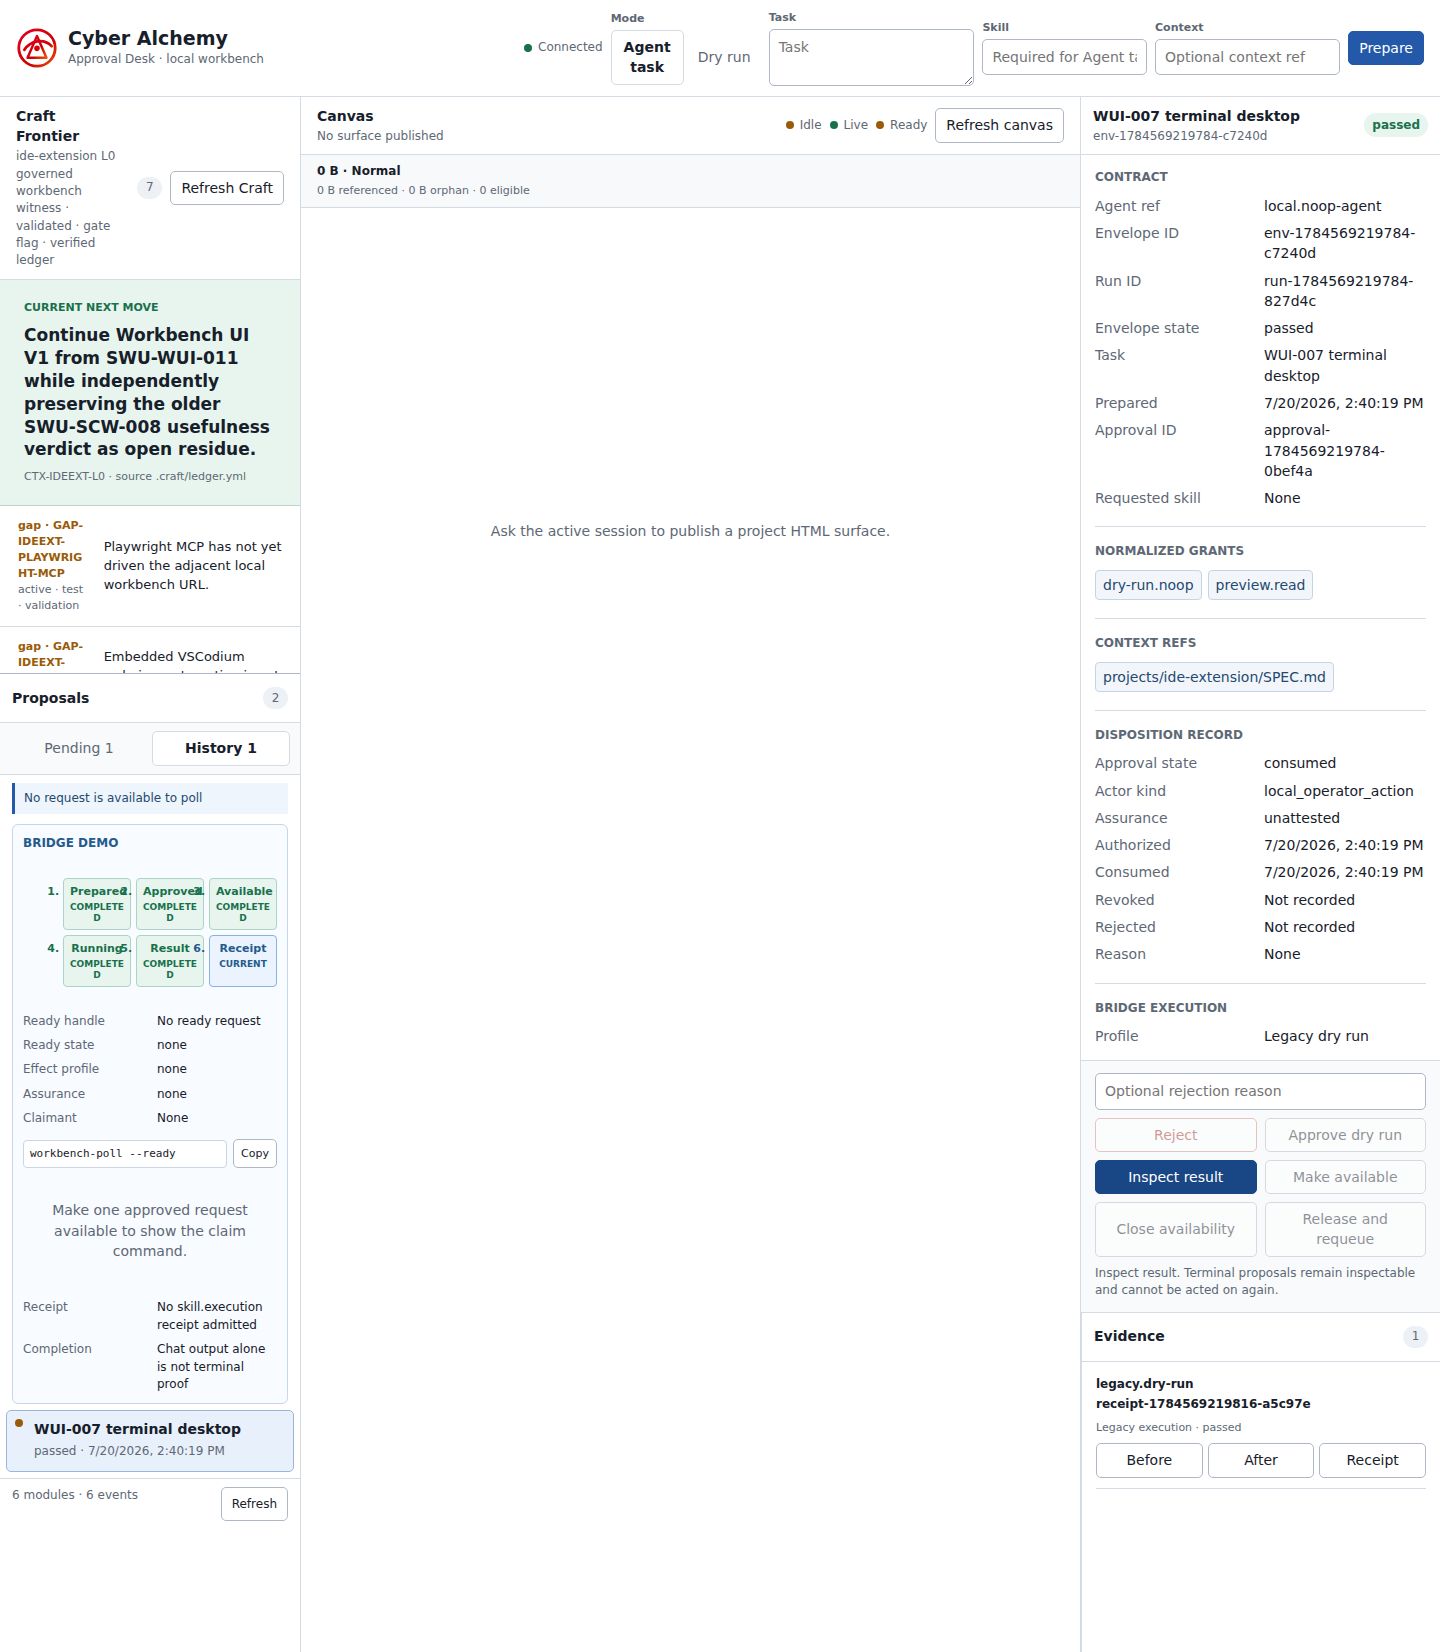 Cyber Alchemy
Approval Desk · local workbench
Connected
Mode
Agent
task
Dry run
Task
Task
Skill
Required for Agent ta
Context
Optional context ref
Prepare
Craft
Frontier
ide-extension L0
governed
workbench
witness ·
validated · gate
flag · verified
ledger
7
Refresh Craft
CURRENT NEXT MOVE
Continue Workbench UI
V1 from SWU-WUI-011
while independently
preserving the older
SWU-SCW-008 usefulness
verdict as open residue.
CTX-IDEEXT-L0 · source .craft/ledger.yml
gap · GAP-
IDEEXT-
PLAYWRIG
HT-MCP
active · test
· validation
Playwright MCP has not yet
driven the adjacent local
workbench URL.
gap · GAP-
IDEEXT-
Embedded VSCodium
Proposals
2
Pending 1
History 1
No request is available to poll
BRIDGE DEMO
1. Prepared
COMPLETE
D
2. Approved
COMPLETE
D
3. Available
COMPLETE
D
4. Running
COMPLETE
D
5. Result
COMPLETE
D
6. Receipt
CURRENT
Ready handle No ready request
Ready state none
Effect profile none
Assurance none
Claimant None
workbench-poll --ready
Copy
Make one approved request
available to show the claim
command.
Receipt No skill.execution
receipt admitted
Completion Chat output alone
is not terminal
proof
WUI-007 terminal desktop
passed · 7/20/2026, 2:40:19 PM
6 modules · 6 events
Refresh
Canvas
No surface published
Idle Live Ready
Refresh canvas
0 B · Normal
0 B referenced · 0 B orphan · 0 eligible
Ask the active session to publish a project HTML surface.
WUI-007 terminal desktop
env-1784569219784-c7240d
passed
CONTRACT
Agent ref local.noop-agent
Envelope ID env-1784569219784-
c7240d
Run ID run-1784569219784-
827d4c
Envelope state passed
Task WUI-007 terminal
desktop
Prepared 7/20/2026, 2:40:19 PM
Approval ID approval-
1784569219784-
0bef4a
Requested skill None
NORMALIZED GRANTS
dry-run.noop preview.read
CONTEXT REFS
projects/ide-extension/SPEC.md
DISPOSITION RECORD
Approval state consumed
Actor kind local_operator_action
Assurance unattested
Authorized 7/20/2026, 2:40:19 PM
Consumed 7/20/2026, 2:40:19 PM
Revoked Not recorded
Rejected Not recorded
Reason None
BRIDGE EXECUTION
Profile Legacy dry run
Optional rejection reason
Reject Approve dry run
Inspect result Make available
Close availability
Release and
requeue
Inspect result. Terminal proposals remain inspectable
and cannot be acted on again.
Evidence
1
legacy.dry-run
receipt-1784569219816-a5c97e
Legacy execution · passed
Before After Receipt